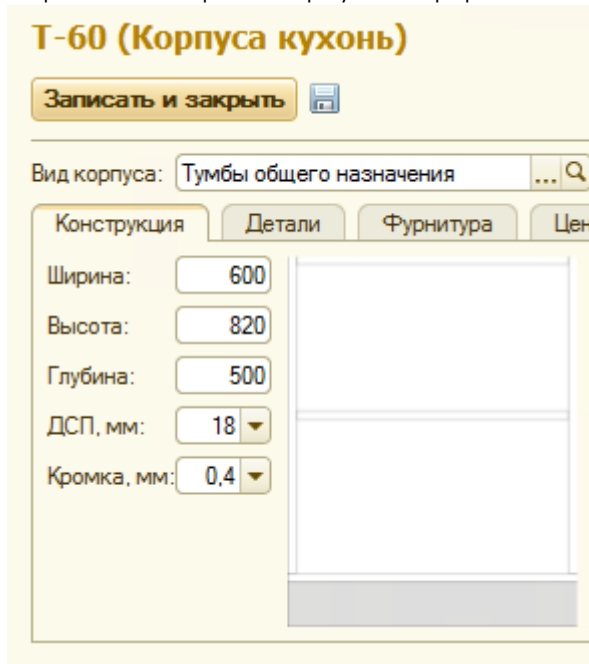 Т-60 (Корпуса кухонь)
Записать и закрыть
Вид корпуса: Тумбы общего назначения ...
Конструкция Детали Фурнитура
Ширина: 600
Высота: 820
Глубина: 500
ДСП, мм: 18
Кромка, мм: 0,4